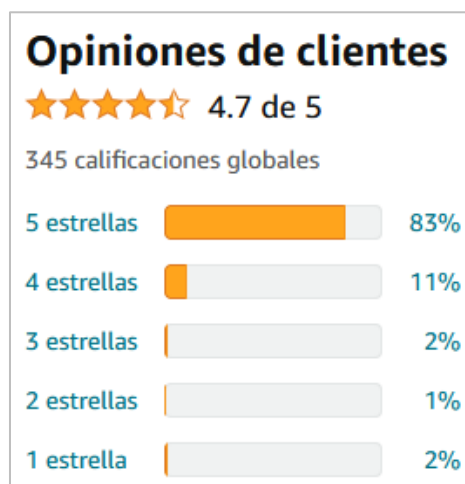 Opiniones de clientes
4.7 de 5
345 calificaciones globales
5 estrellas 83%
4 estrellas 11%
3 estrellas 2%
2 estrellas 1%
1 estrella 2%